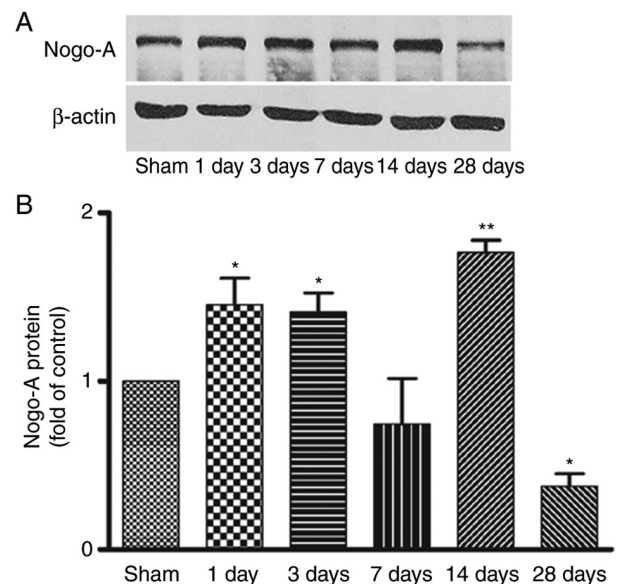 A
Nogo-A
β-actin
Sham 1 day 3 days 7 days 14 days 28 days
B
Nogo-A protein
(fold of control)
2
1
0
*
*
**
*
Sham 1 day 3 days 7 days 14 days 28 days